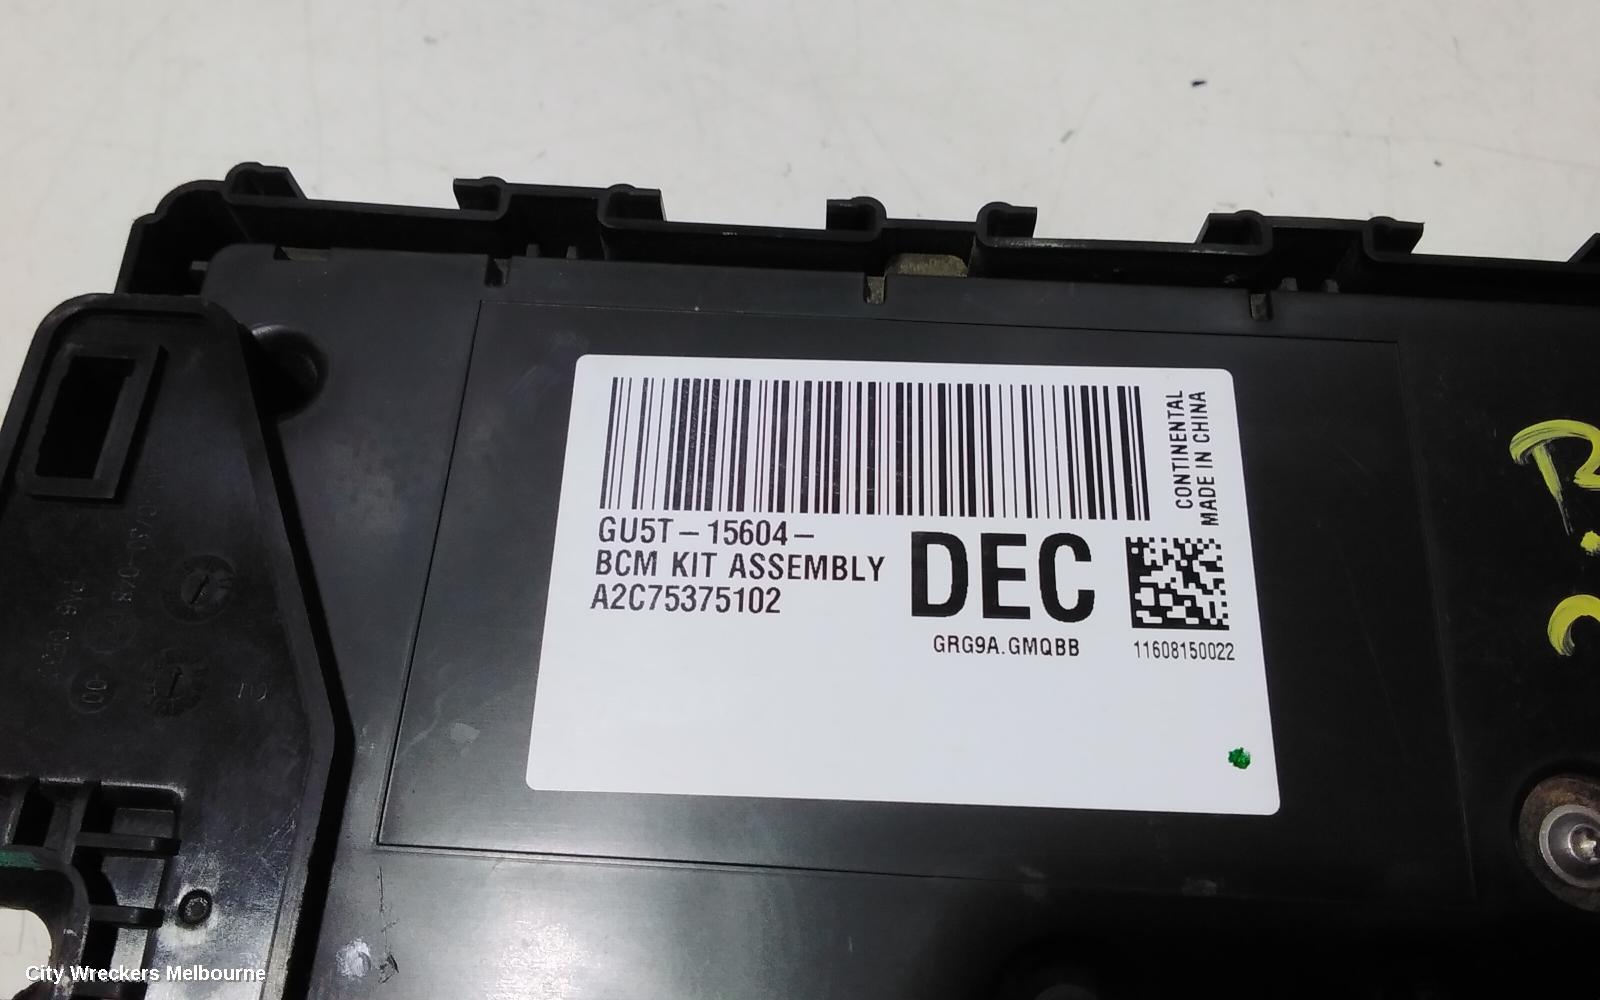 CONTINENTAL
MADE IN CHINA
GU5T-15604-
BCM KIT ASSEMBLY
A2C75375102
DEC
GRG9A.GMQBB
11608150022
City Wreckers Melbourne